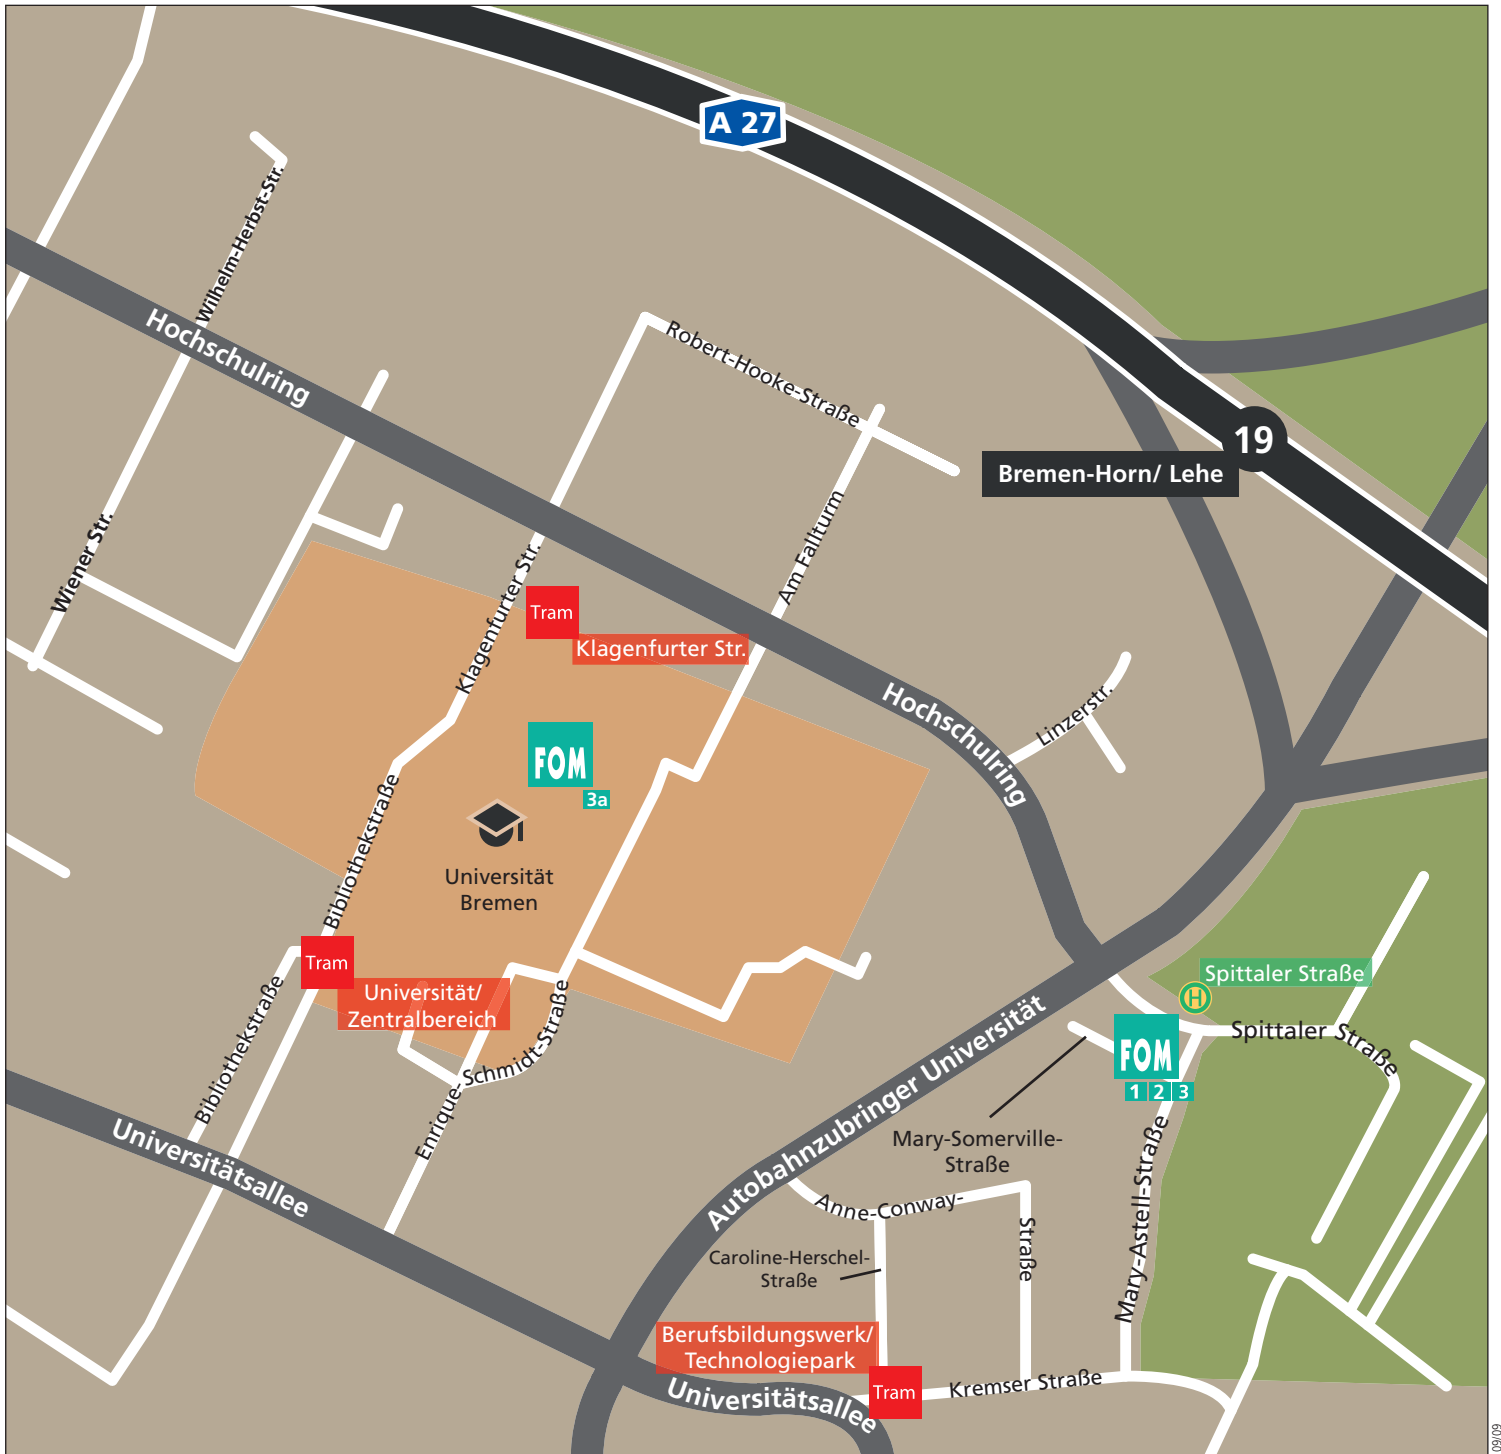 A 27
Wilhelm-Herbst-Str.
Hochschulring
Robert-Hooke-Straße
19
Bremen-Horn/ Lehe
Wiener Str.
Klagenfurter Str.
Am Fallturm
Tram
Klagenfurter Str.
Hochschulring
Linzerstr.
FOM
3a
Bibliothekstraße
Universität
Bremen
Tram
Universität/
Zentralbereich
Bibliothekstraße
Enrique-Schmidt-Straße
Spittaler Straße
H
Spittaler Straße
FOM
1 2 3
Autobahnzubringer Universität
Mary-Somerville-
Straße
Mary-Astell-Straße
Universitätsallee
Anne-Conway-
Straße
Caroline-Herschel-
Straße
Berufsbildungswerk/
Technologiepark
Tram
Kremser Straße
Universitätsallee
09/09